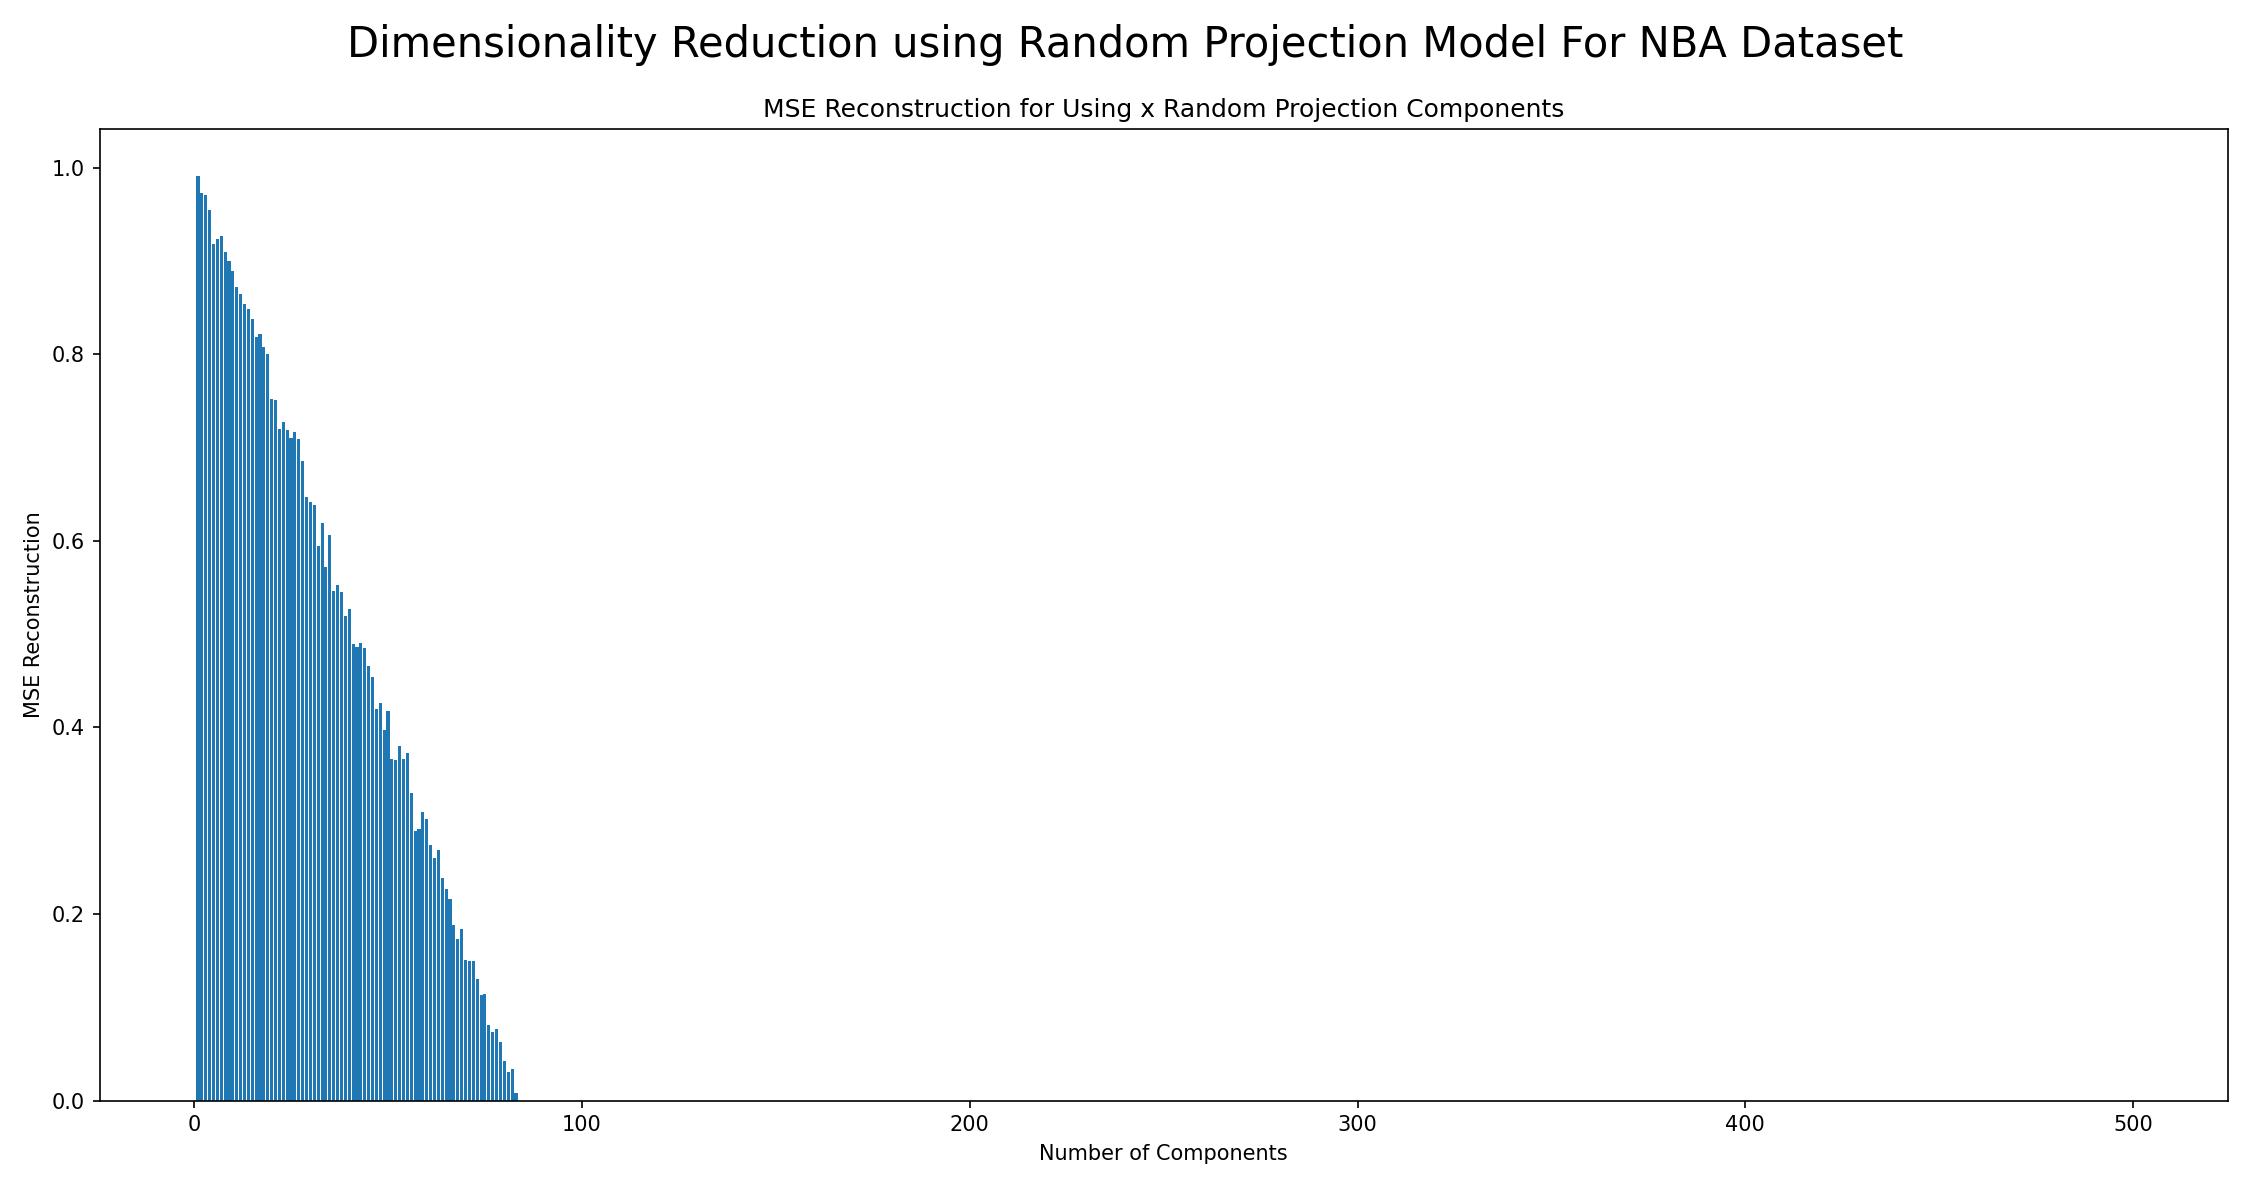 Dimensionality Reduction using Random Projection Model For NBA Dataset
MSE Reconstruction for Using x Random Projection Components
MSE Reconstruction
1.0
0.8
0.6
0.4
0.2
0.0
0 100 200 300 400 500
Number of Components